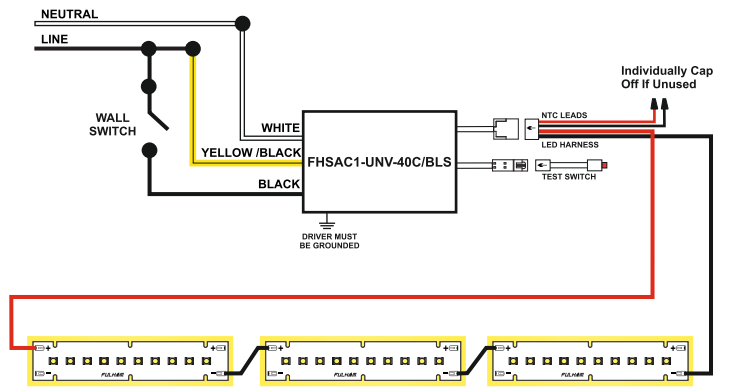 NEUTRAL
LINE
WALL
SWITCH
WHITE
YELLOW /BLACK
BLACK
FHSAC1-UNV-40C/BLS
DRIVER MUST
BE GROUNDED
Individually Cap
Off If Unused
NTC LEADS
LED HARNESS
TEST SWITCH
+ +
- -
FULHAM
+ +
- -
FULHAM
+ +
- -
FULHAM